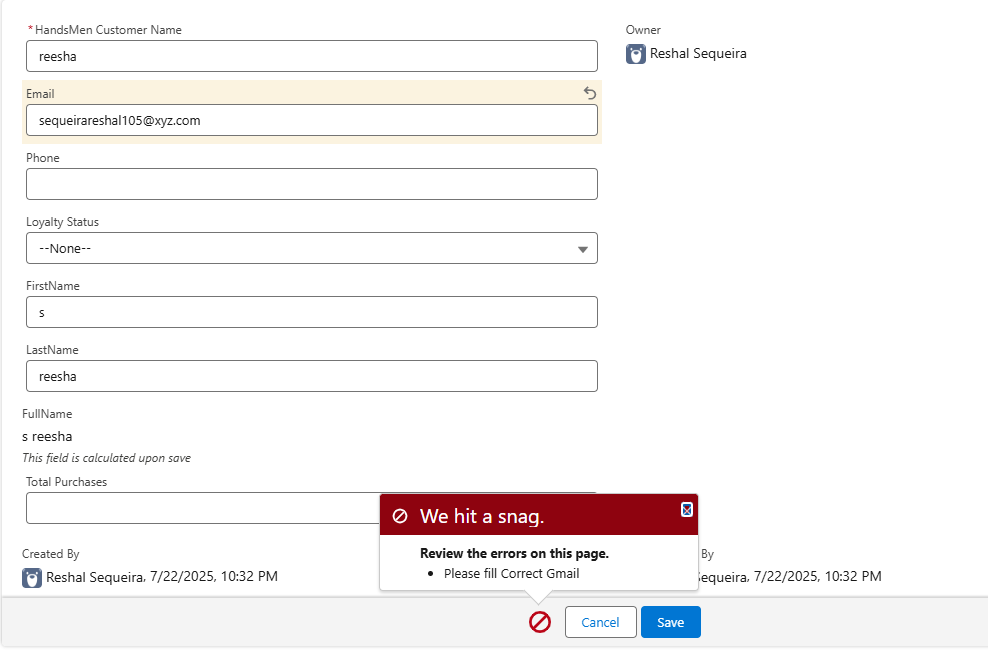 * HandsMen Customer Name
reesha
Owner
Reshal Sequeira
Email
sequeirareshal105@xyz.com
Phone
Loyalty Status
--None--
FirstName
s
LastName
reesha
FullName
s reesha
This field is calculated upon save
Total Purchases
We hit a snag.
Review the errors on this page.
• Please fill Correct Gmail
Created By
Reshal Sequeira, 7/22/2025, 10:32 PM
By
Sequeira, 7/22/2025, 10:32 PM
Cancel
Save